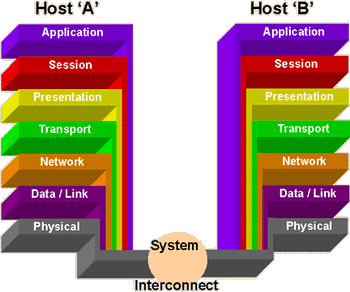 Host ‘A’ Host ‘B’
Application Application
Session Session
Presentation Presentation
Transport Transport
Network Network
Data / Link Data / Link
Physical Physical
System
Interconnect